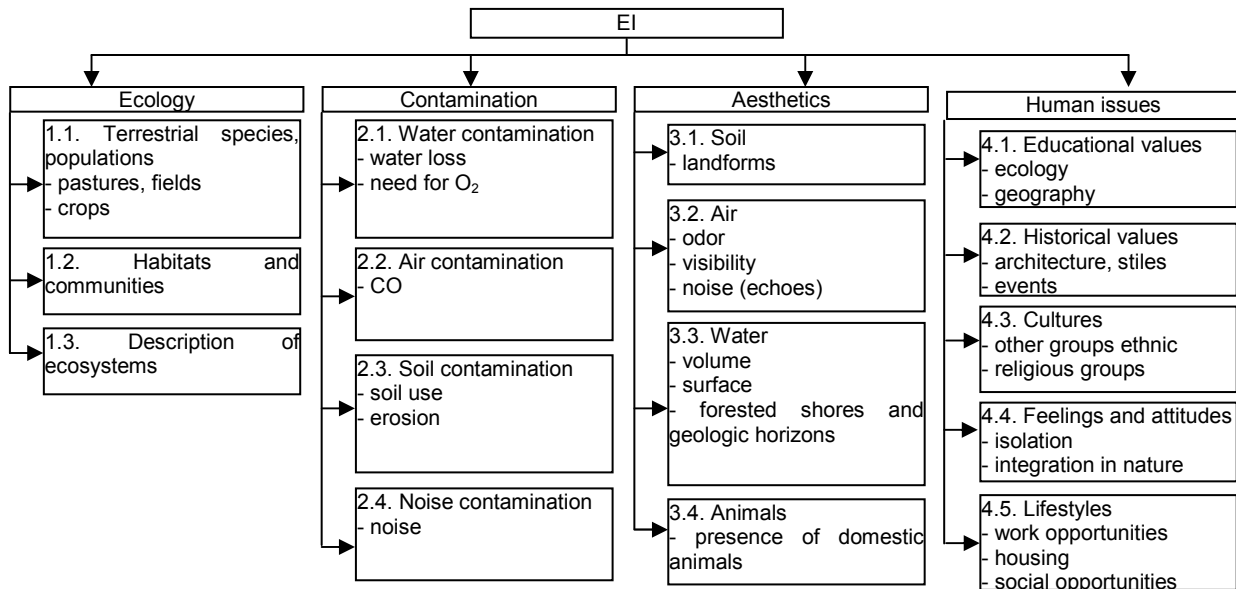 EI
Ecology
1.1. Terrestrial species,
populations
- pastures, fields
- crops
1.2. Habitats and
communities
1.3. Description of
ecosystems
Contamination
2.1. Water contamination
- water loss
- need for O₂
2.2. Air contamination
- CO
2.3. Soil contamination
- soil use
- erosion
2.4. Noise contamination
- noise
Aesthetics
3.1. Soil
- landforms
3.2. Air
- odor
- visibility
- noise (echoes)
3.3. Water
- volume
- surface
- forested shores and
geologic horizons
3.4. Animals
- presence of domestic
animals
Human issues
4.1. Educational values
- ecology
- geography
4.2. Historical values
- architecture, stiles
- events
4.3. Cultures
- other groups ethnic
- religious groups
4.4. Feelings and attitudes
- isolation
- integration in nature
4.5. Lifestyles
- work opportunities
- housing
- social opportunities